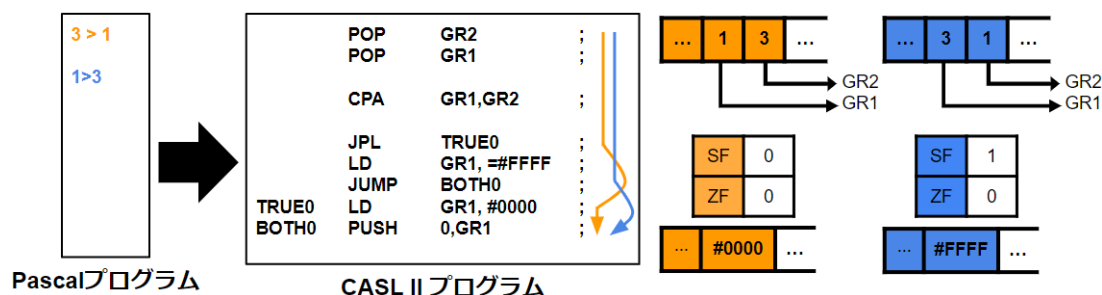 3 > 1
1>3
POP GR2 ;
POP GR1 ;
CPA GR1,GR2 ;
JPL TRUE0 ;
LD GR1, =#FFFF ;
JUMP BOTH0 ;
TRUE0 LD GR1, #0000 ;
BOTH0 PUSH 0,GR1 ;
Pascalプログラム
CASL II プログラム
... 1 3 ...
GR2
GR1
SF 0
ZF 0
... #0000 ...
... 3 1 ...
GR2
GR1
SF 1
ZF 0
... #FFFF ...